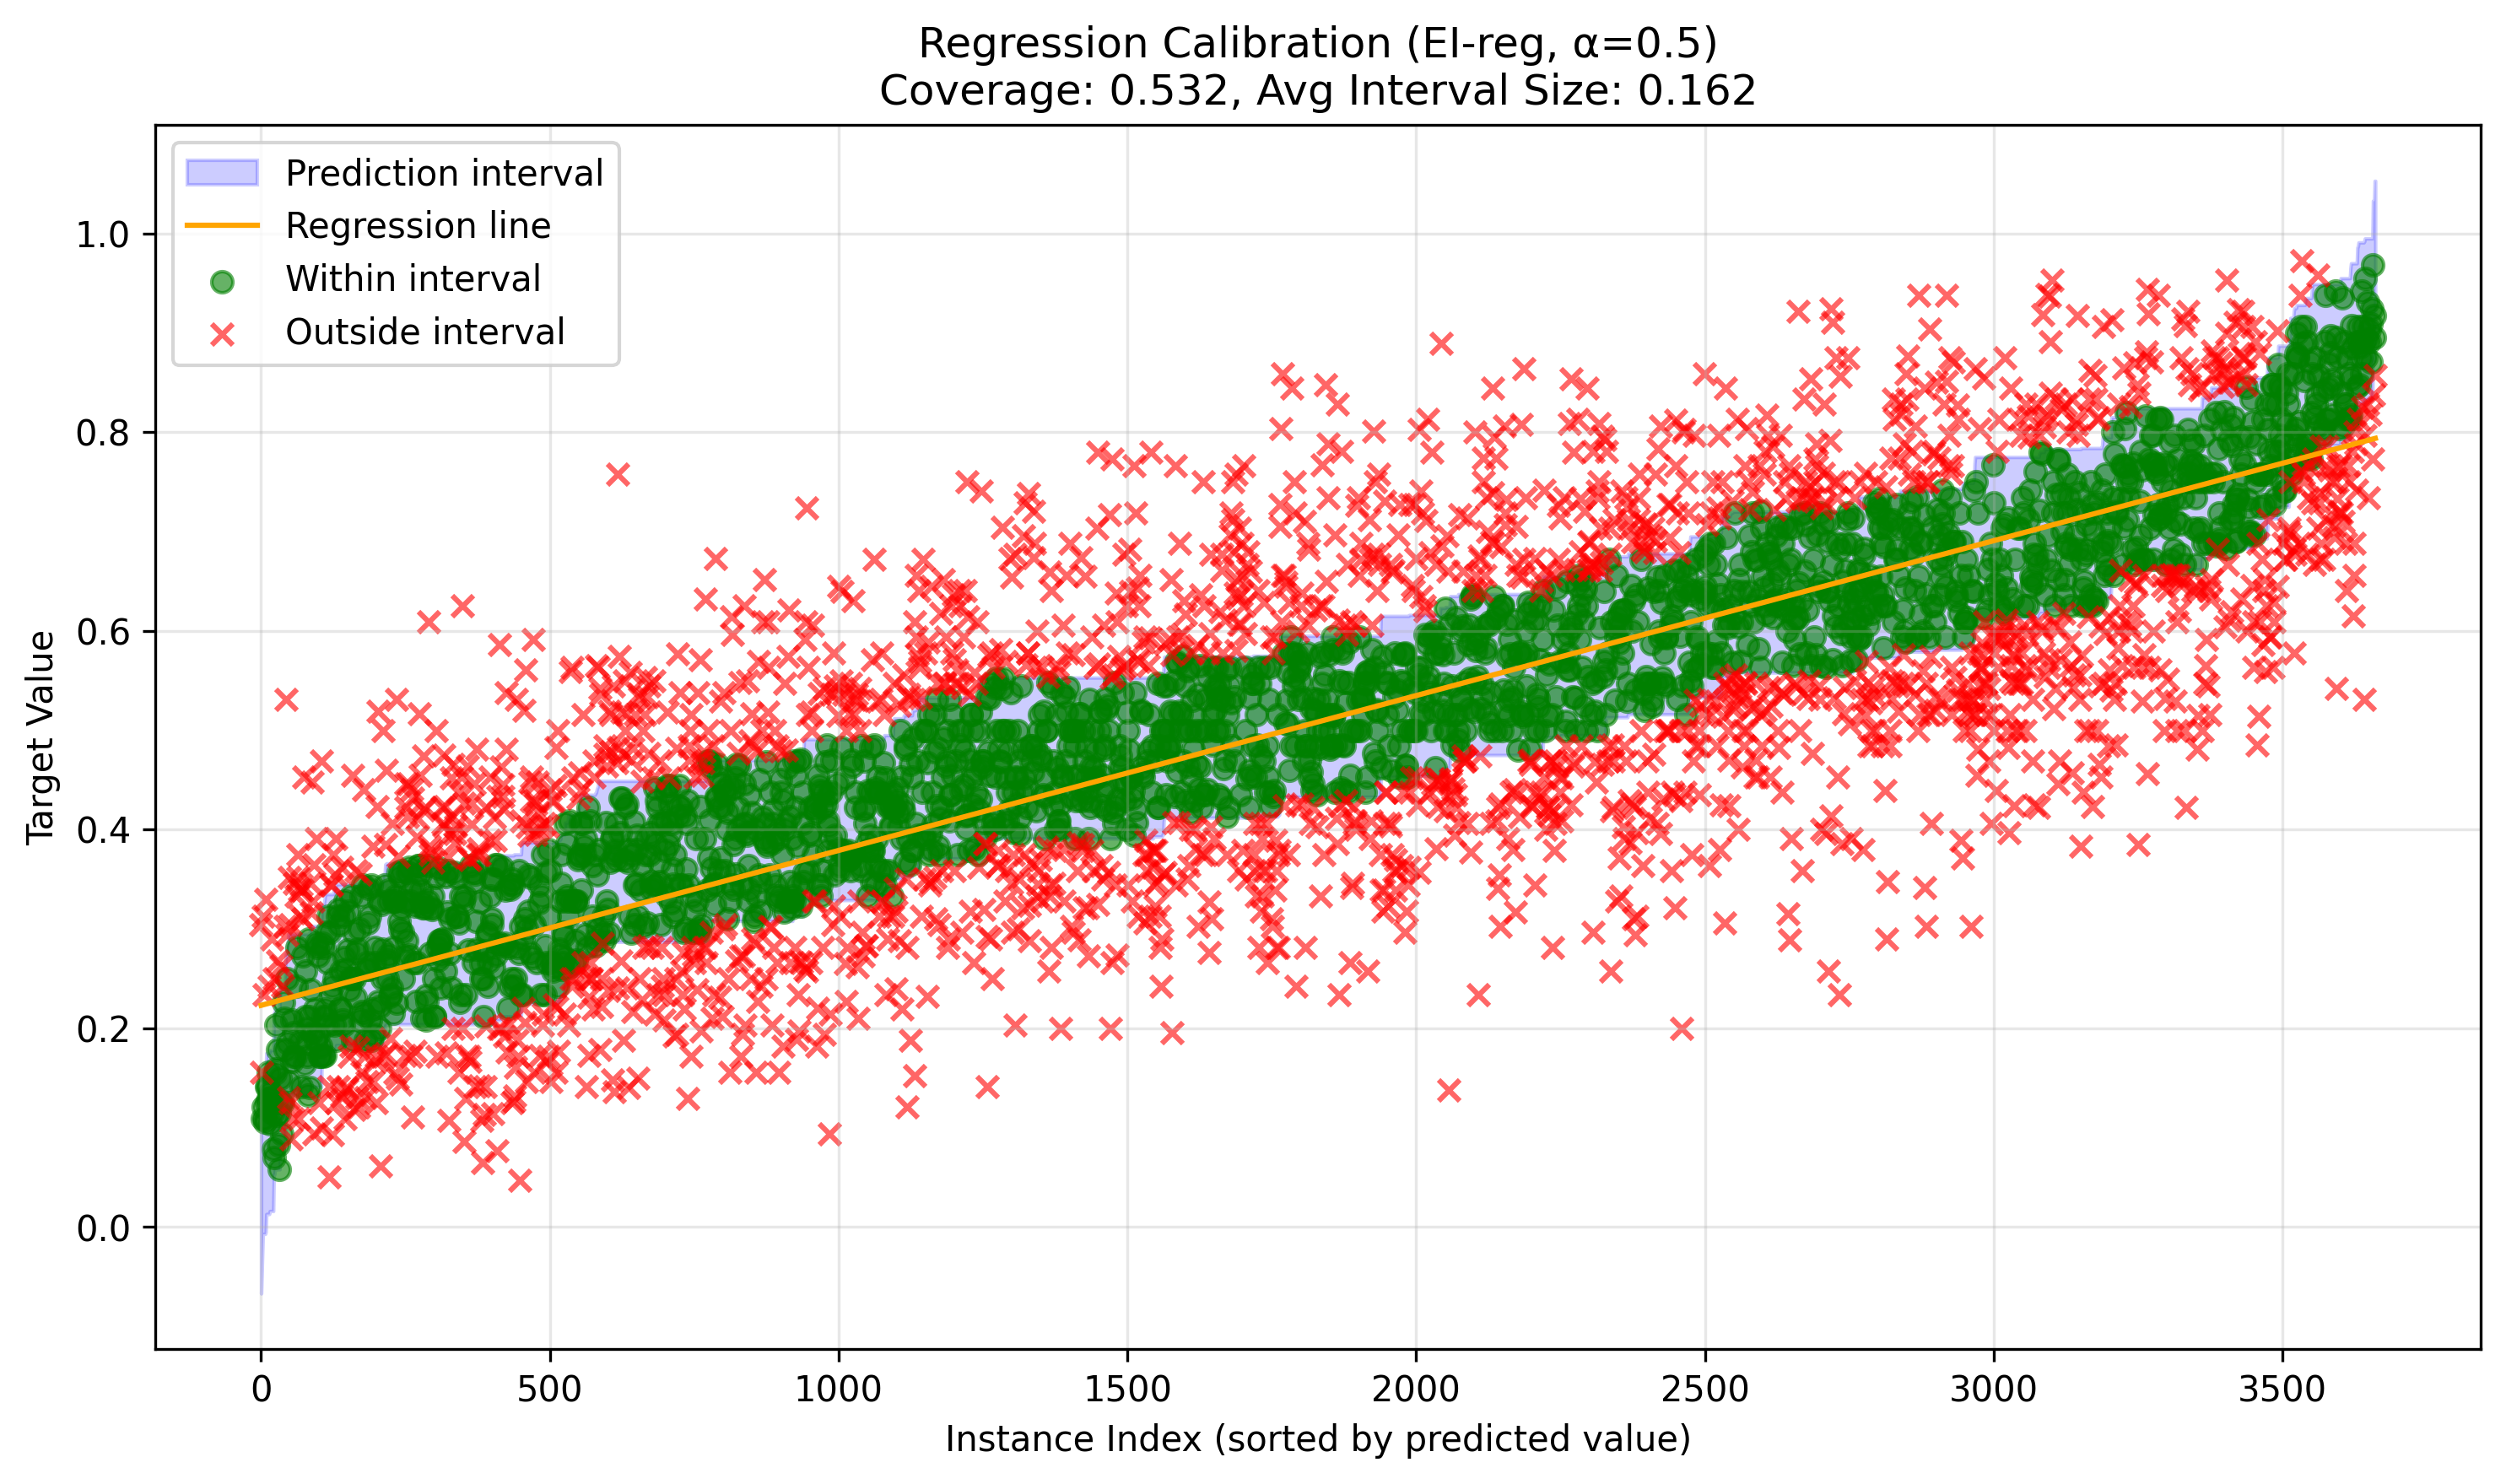 Regression Calibration (EI-reg, α=0.5)
Coverage: 0.532, Avg Interval Size: 0.162
Prediction interval
Regression line
Within interval
Outside interval
Target Value
1.0
0.8
0.6
0.4
0.2
0.0
0 500 1000 1500 2000 2500 3000 3500
Instance Index (sorted by predicted value)